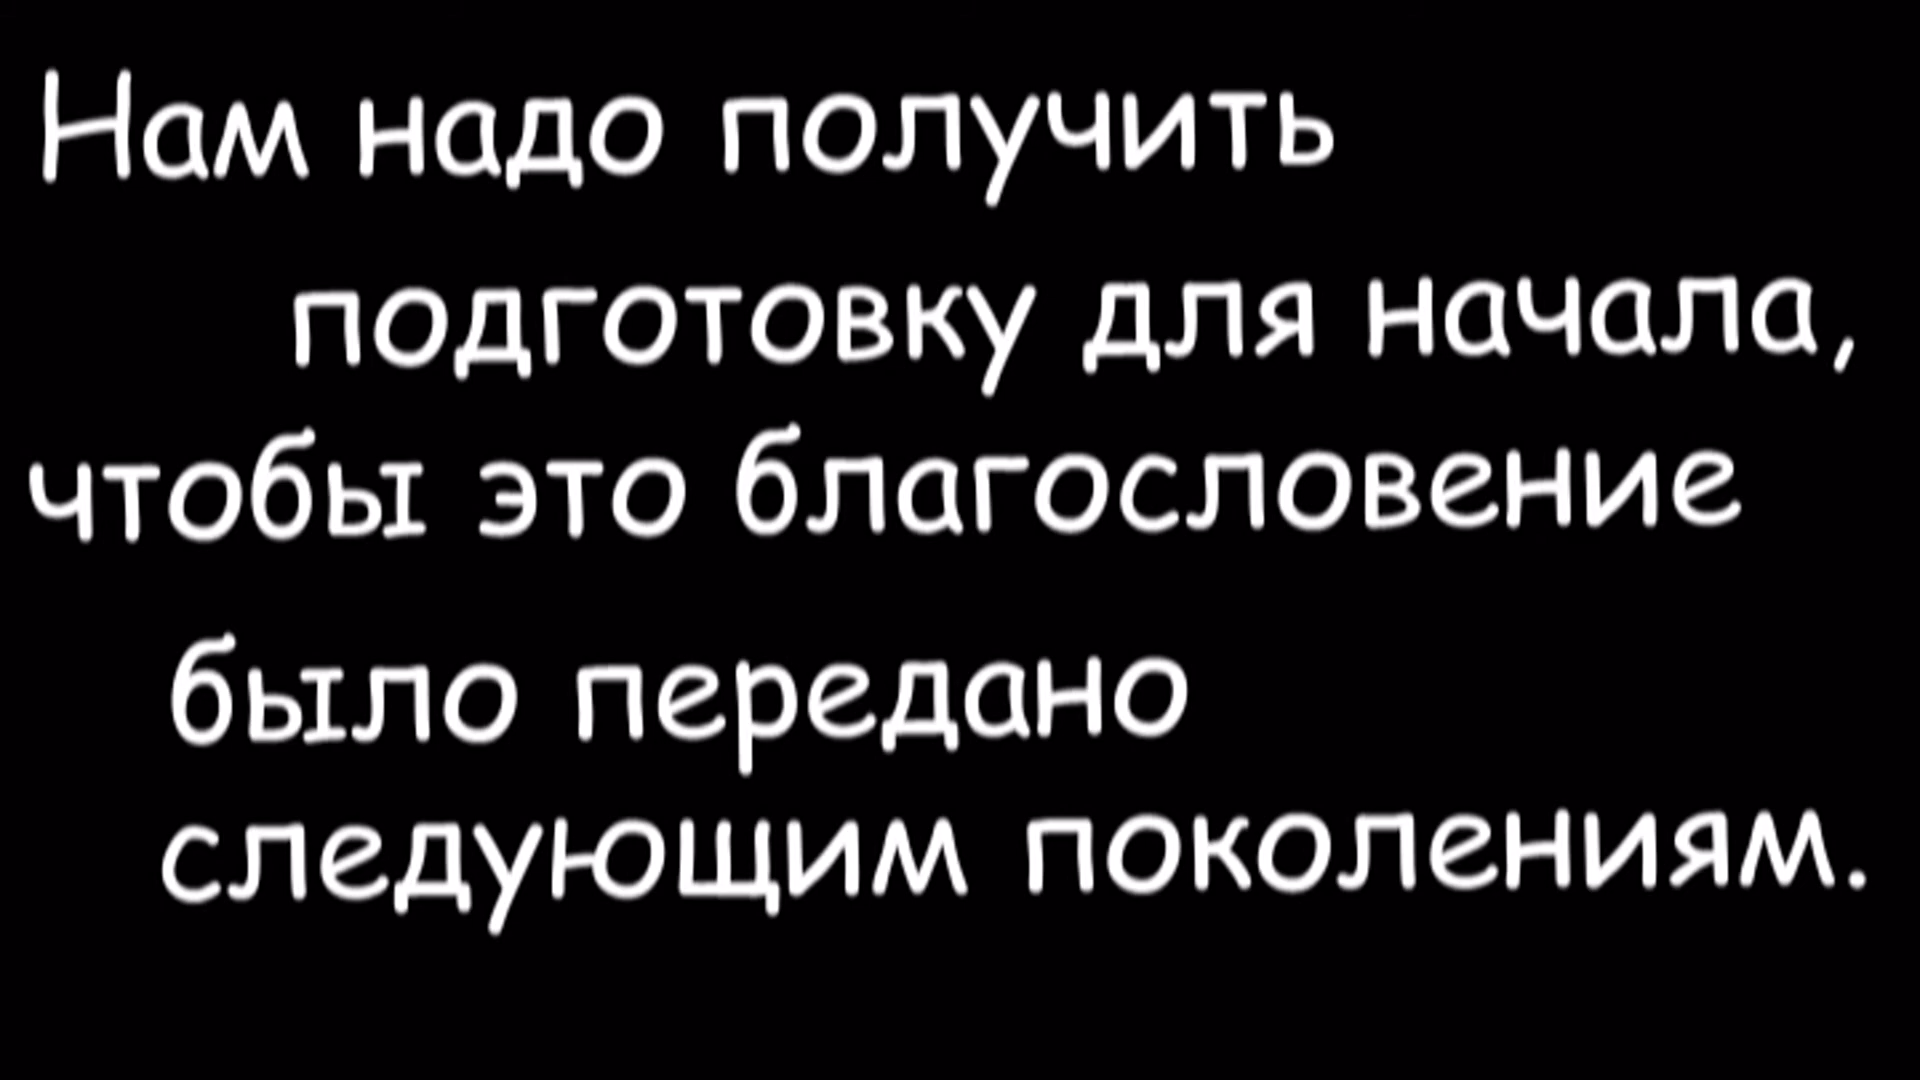 Нам надо получить
подготовку для начала,
чтобы это благословение
было передано
следующим поколениям.